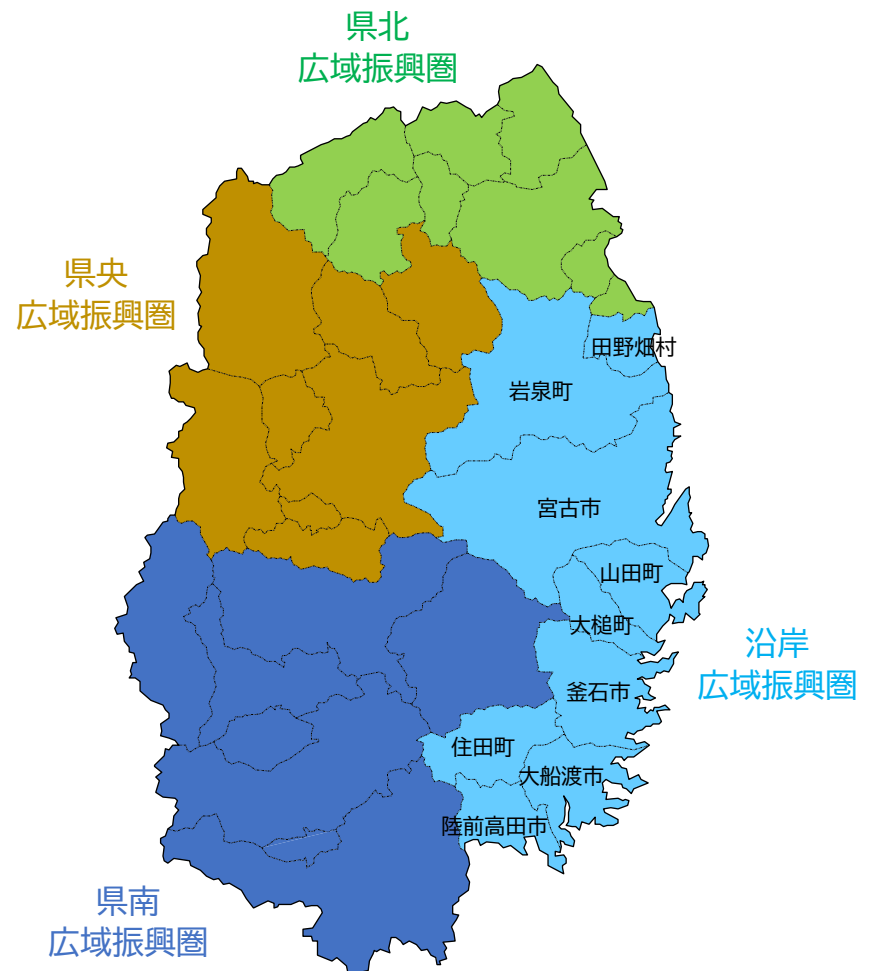 県北
広域振興圏
県央
広域振興圏
田野畑村
岩泉町
宮古市
山田町
大槌町
沿岸
広域振興圏
釜石市
住田町
大船渡市
陸前高田市
県南
広域振興圏